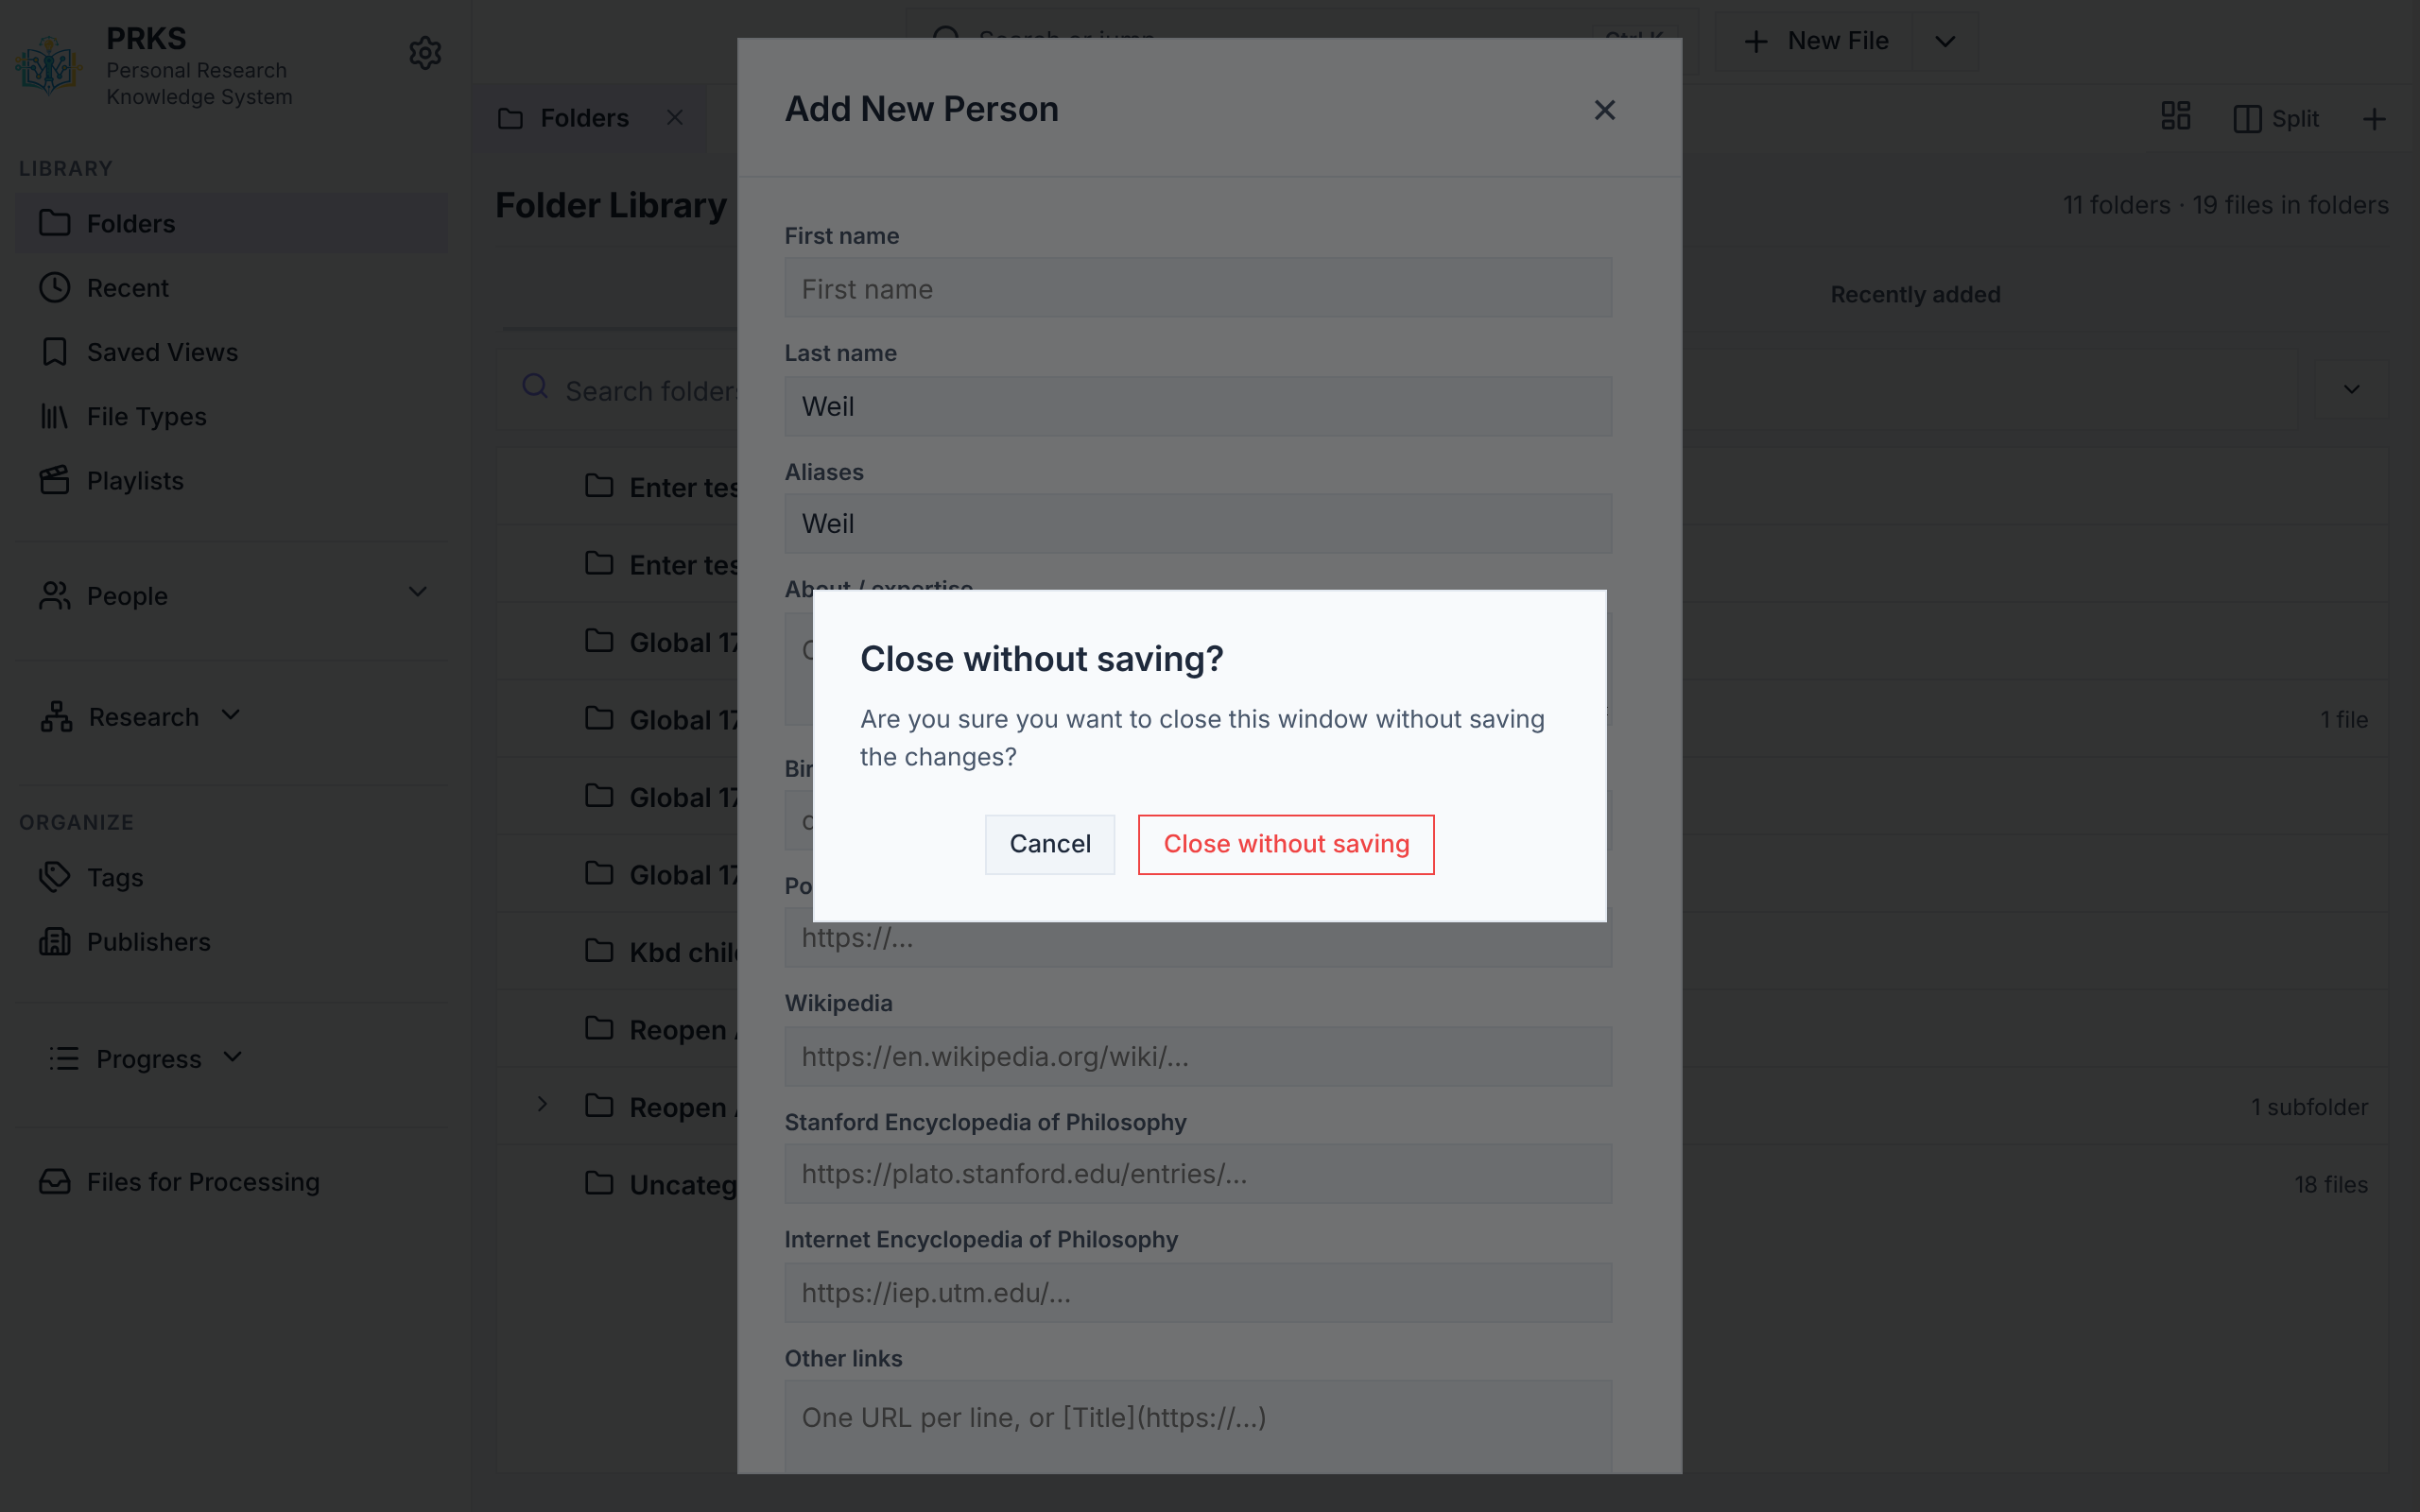 PRKS
Personal Research
Knowledge System
LIBRARY
Folders
Recent
Saved Views
File Types
Playlists
People
Research
ORGANIZE
Tags
Publishers
Progress
Files for Processing
New File
Folders
Split
Folder Library
11 folders · 19 files in folders
Recently added
Search folders
Enter tes
Enter tes
Global 17
Global 17
1 file
Global 17
Global 17
Kbd chil
Reopen
Reopen
1 subfolder
Uncateg
18 files
Add New Person
First name
First name
Last name
Weil
Aliases
Weil
About / expertise
Close without saving?
Are you sure you want to close this window without saving
the changes?
Cancel
Close without saving
Bir
Po
https://...
Wikipedia
https://en.wikipedia.org/wiki/...
Stanford Encyclopedia of Philosophy
https://plato.stanford.edu/entries/...
Internet Encyclopedia of Philosophy
https://iep.utm.edu/...
Other links
One URL per line, or [Title](https://...)